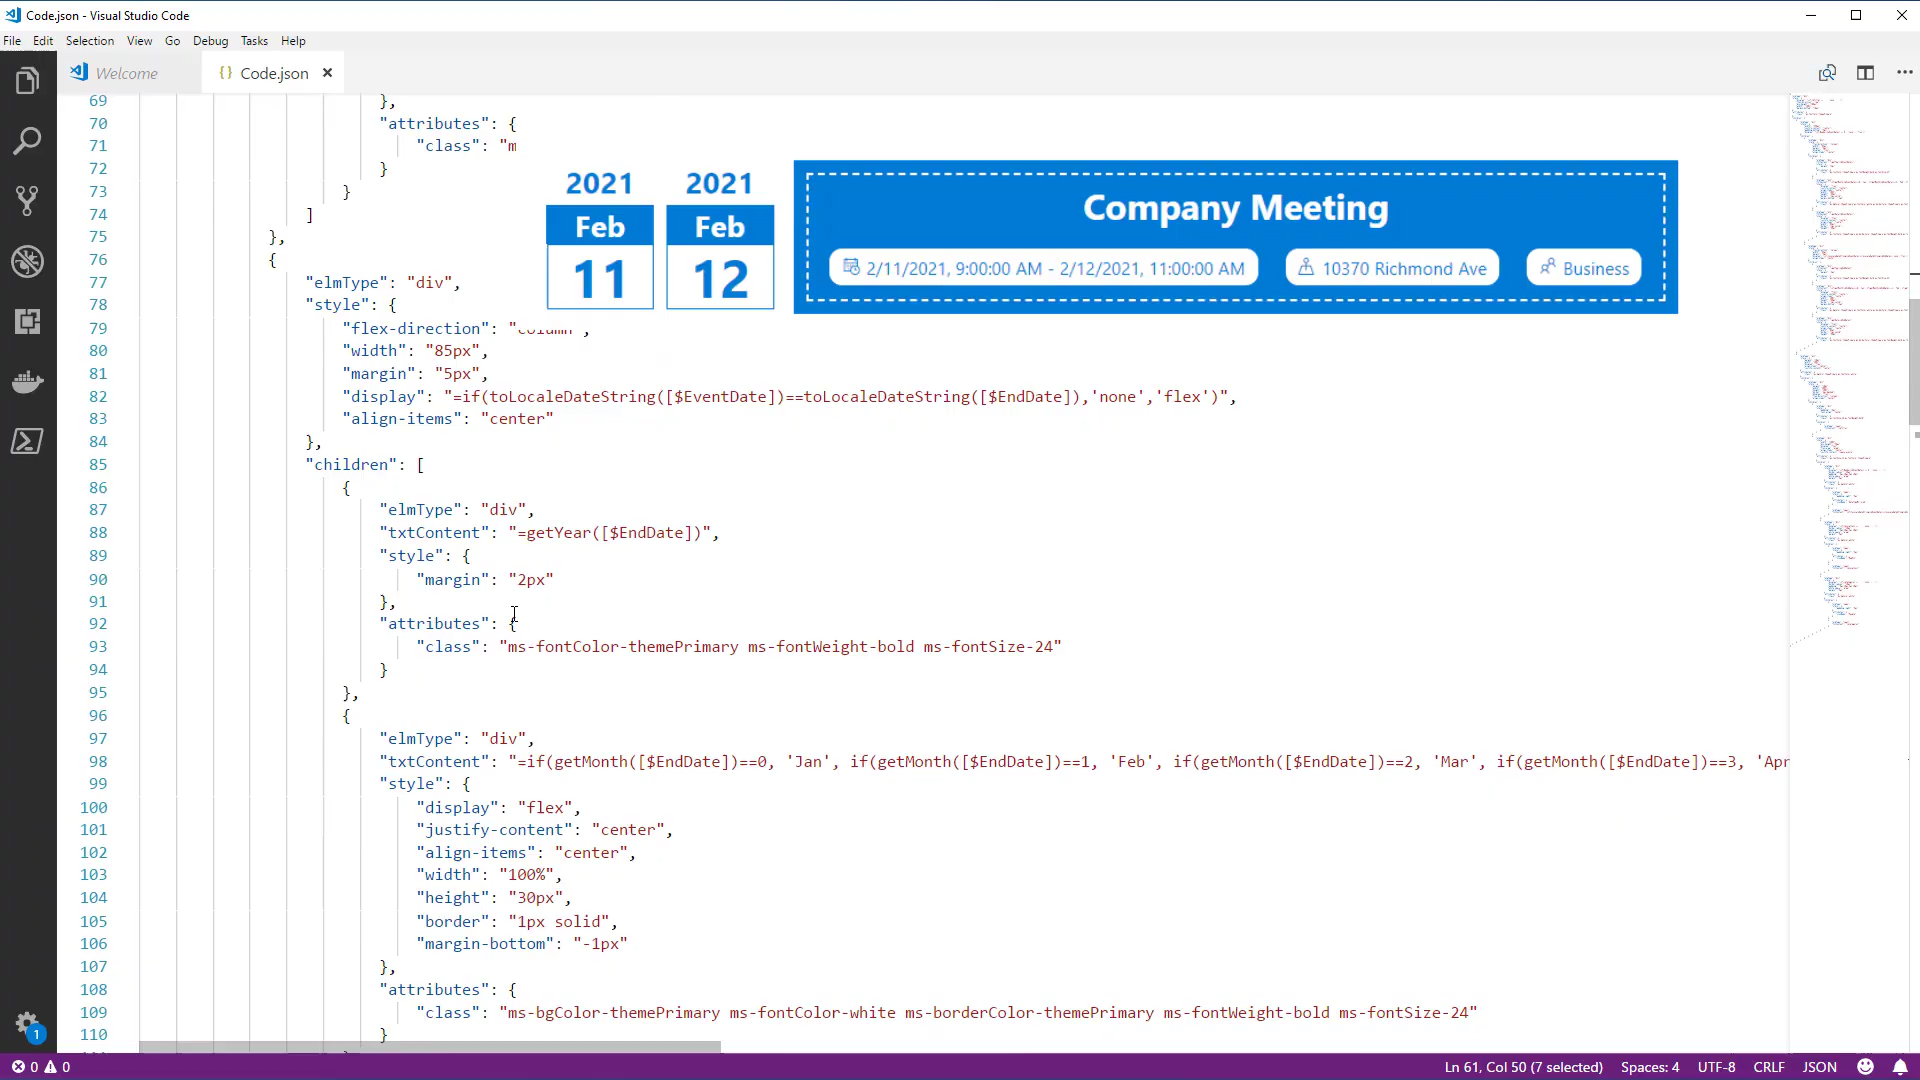 Code.json - Visual Studio Code
File Edit Selection View Go Debug Tasks Help
Welcome {} Code.json ×
69 },
70 "attributes": {
71 "class": "m
72 }
73 }
74 ]
75 },
76 {
77 "elmType": "div",
78 "style": {
79 "flex-direction": "column",
80 "width": "85px",
81 "margin": "5px",
82 "display": "=if(toLocaleDateString([$EventDate])==toLocaleDateString([$EndDate]),'none','flex')",
83 "align-items": "center"
84 },
85 "children": [
86 {
87 "elmType": "div",
88 "txtContent": "=getYear([$EndDate])",
89 "style": {
90 "margin": "2px"
91 },
92 "attributes": {
93 "class": "ms-fontColor-themePrimary ms-fontWeight-bold ms-fontSize-24"
94 }
95 },
96 {
97 "elmType": "div",
98 "txtContent": "=if(getMonth([$EndDate])==0, 'Jan', if(getMonth([$EndDate])==1, 'Feb', if(getMonth([$EndDate])==2, 'Mar', if(getMonth([$EndDate])==3, 'Apr
99 "style": {
100 "display": "flex",
101 "justify-content": "center",
102 "align-items": "center",
103 "width": "100%",
104 "height": "30px",
105 "border": "1px solid",
106 "margin-bottom": "-1px"
107 },
108 "attributes": {
109 "class": "ms-bgColor-themePrimary ms-fontColor-white ms-borderColor-themePrimary ms-fontWeight-bold ms-fontSize-24"
110 }
2021 2021
Feb Feb
11 12
Company Meeting
2/11/2021, 9:00:00 AM - 2/12/2021, 11:00:00 AM 10370 Richmond Ave Business
1
0 0 Ln 61, Col 50 (7 selected) Spaces: 4 UTF-8 CRLF JSON